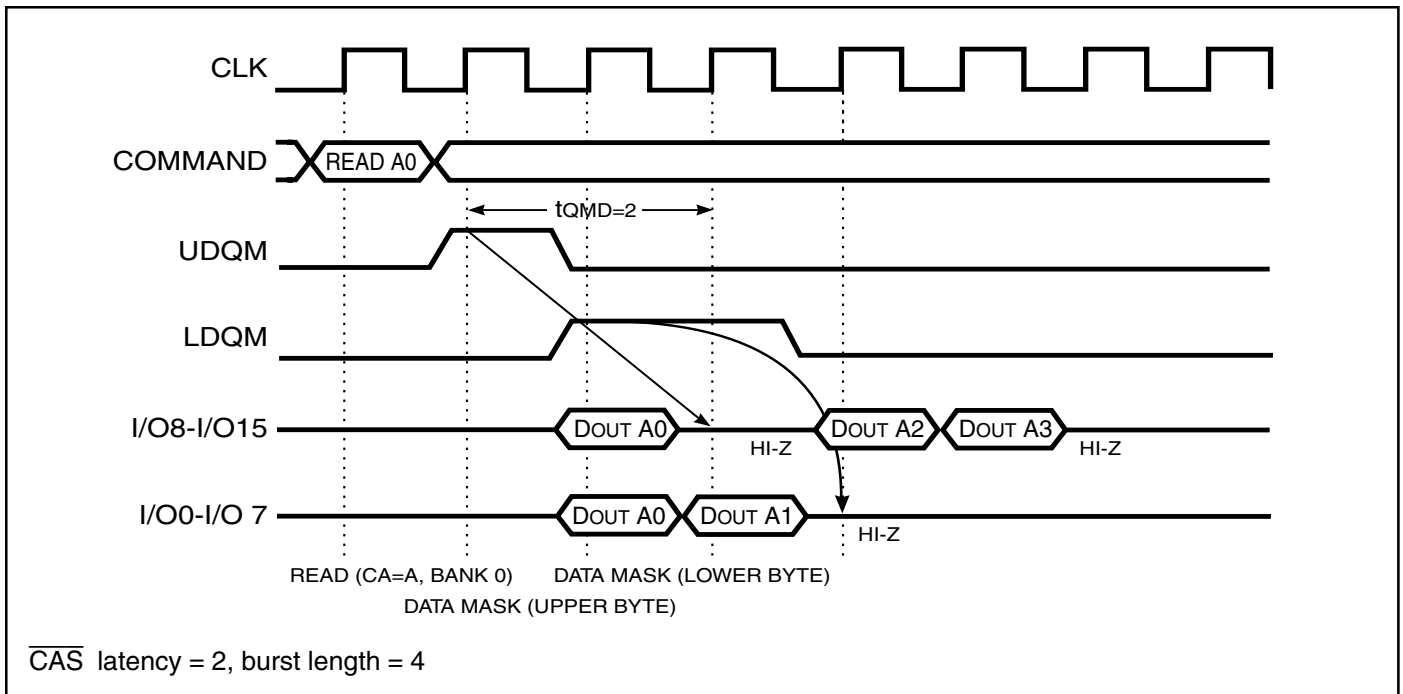 CLK
COMMAND
READ A0
tQMD=2
UDQM
LDQM
I/O8-I/O15
DOUT A0
HI-Z
DOUT A2
DOUT A3
HI-Z
I/O0-I/O 7
DOUT A0
DOUT A1
HI-Z
READ (CA=A, BANK 0)
DATA MASK (LOWER BYTE)
DATA MASK (UPPER BYTE)
C̅A̅S̅ latency = 2, burst length = 4